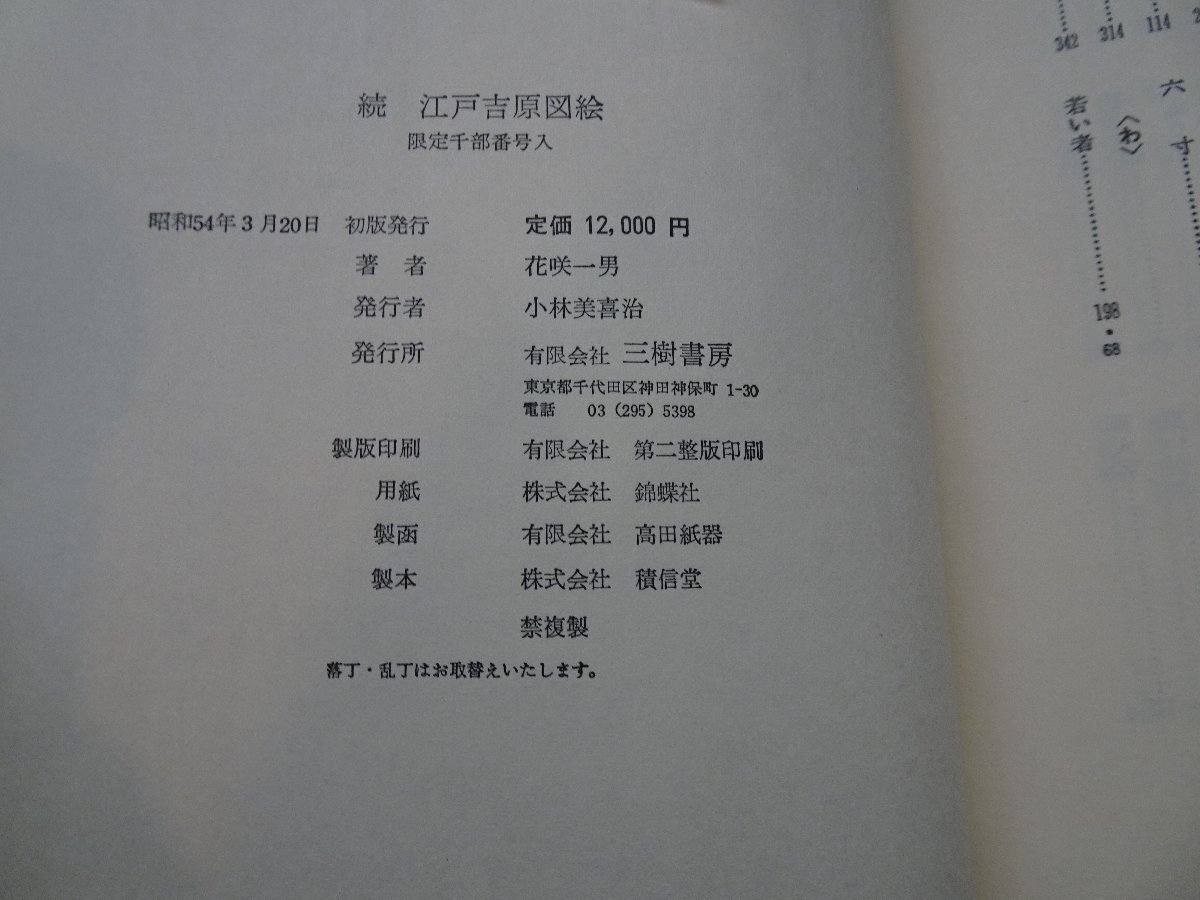 続　江戸吉原図絵
限定千部番号入
昭和54年3月20日　初版発行　定価 12,000 円
著　者　花咲一男
発行者　小林美喜治
発行所　有限会社 三樹書房
東京都千代田区神田神保町 1-30
電話　03 (295) 5398
製版印刷　有限会社　第二整版印刷
用紙　株式会社　錦蝶社
製函　有限会社　高田紙器
製本　株式会社　積信堂
禁複製
落丁・乱丁はお取替えいたします。
六　寸
〈わ〉
若い者 198・68
114
314
342